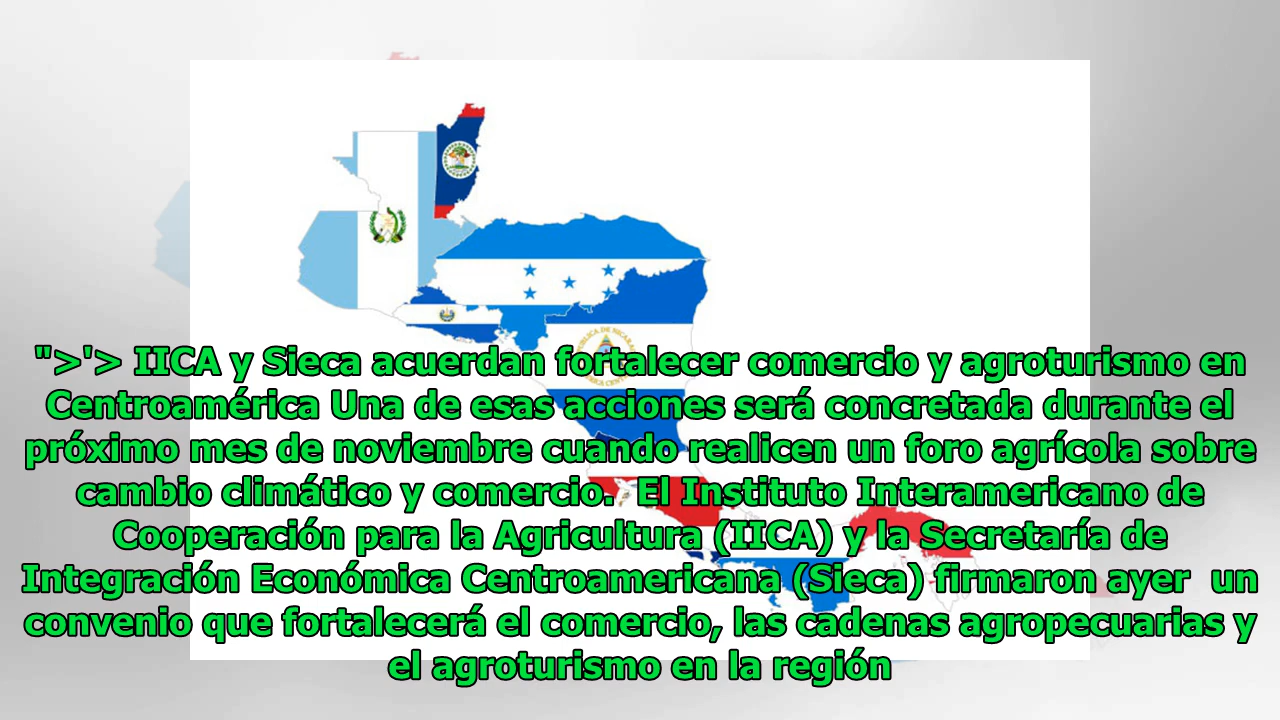 ">'> IICA y Sieca acuerdan fortalecer comercio y agroturismo en
Centroamérica Una de esas acciones será concretada durante el
próximo mes de noviembre cuando realicen un foro agrícola sobre
cambio climático y comercio.  El Instituto Interamericano de
Cooperación para la Agricultura (IICA) y la Secretaría de
Integración Económica Centroamericana (Sieca) firmaron ayer  un
convenio que fortalecerá el comercio, las cadenas agropecuarias y
el agroturismo en la región